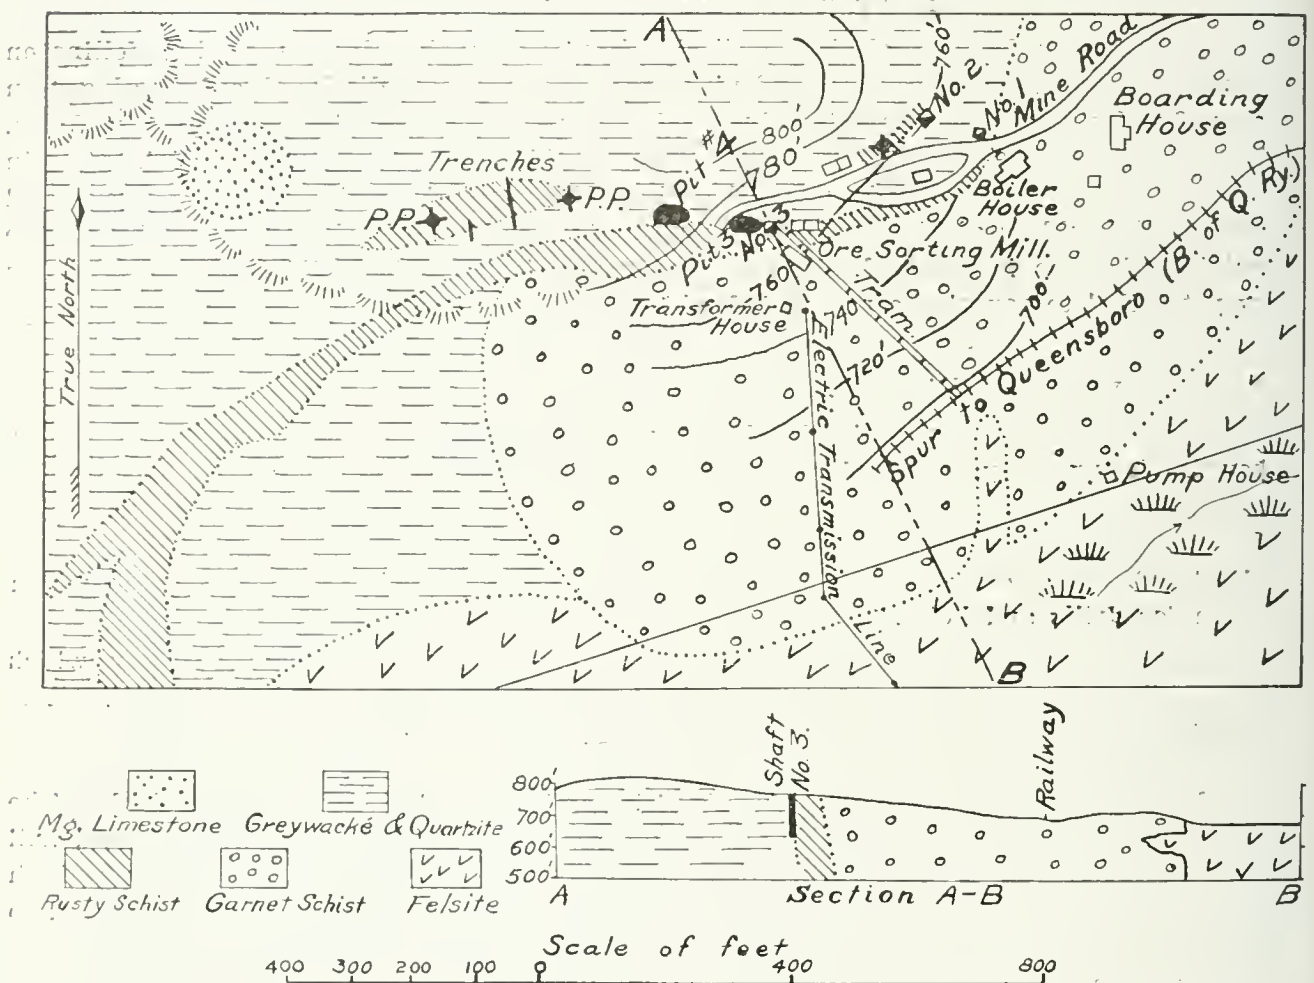 A
760'
No. 2
No. 1
Mine Road
Boarding
House
800'
780'
Pit #4
Trenches
P.P.
P.P.
Boiler
House
No. 3
Pit 5
Ore Sorting Mill.
760
Tram
Transformer
House
740
720'
700'
Electric Transmission Line
Spur to Queensboro (B. of Q. Ry.)
Pump House
True North
B
Shaft
No. 3.
Railway
800'
700'
600
500'
Mg. Limestone
Greywacké & Quartzite
Rusty Schist
Garnet Schist
Felsite
A
Section A-B
B
Scale of feet
400 300 200 0 400 800